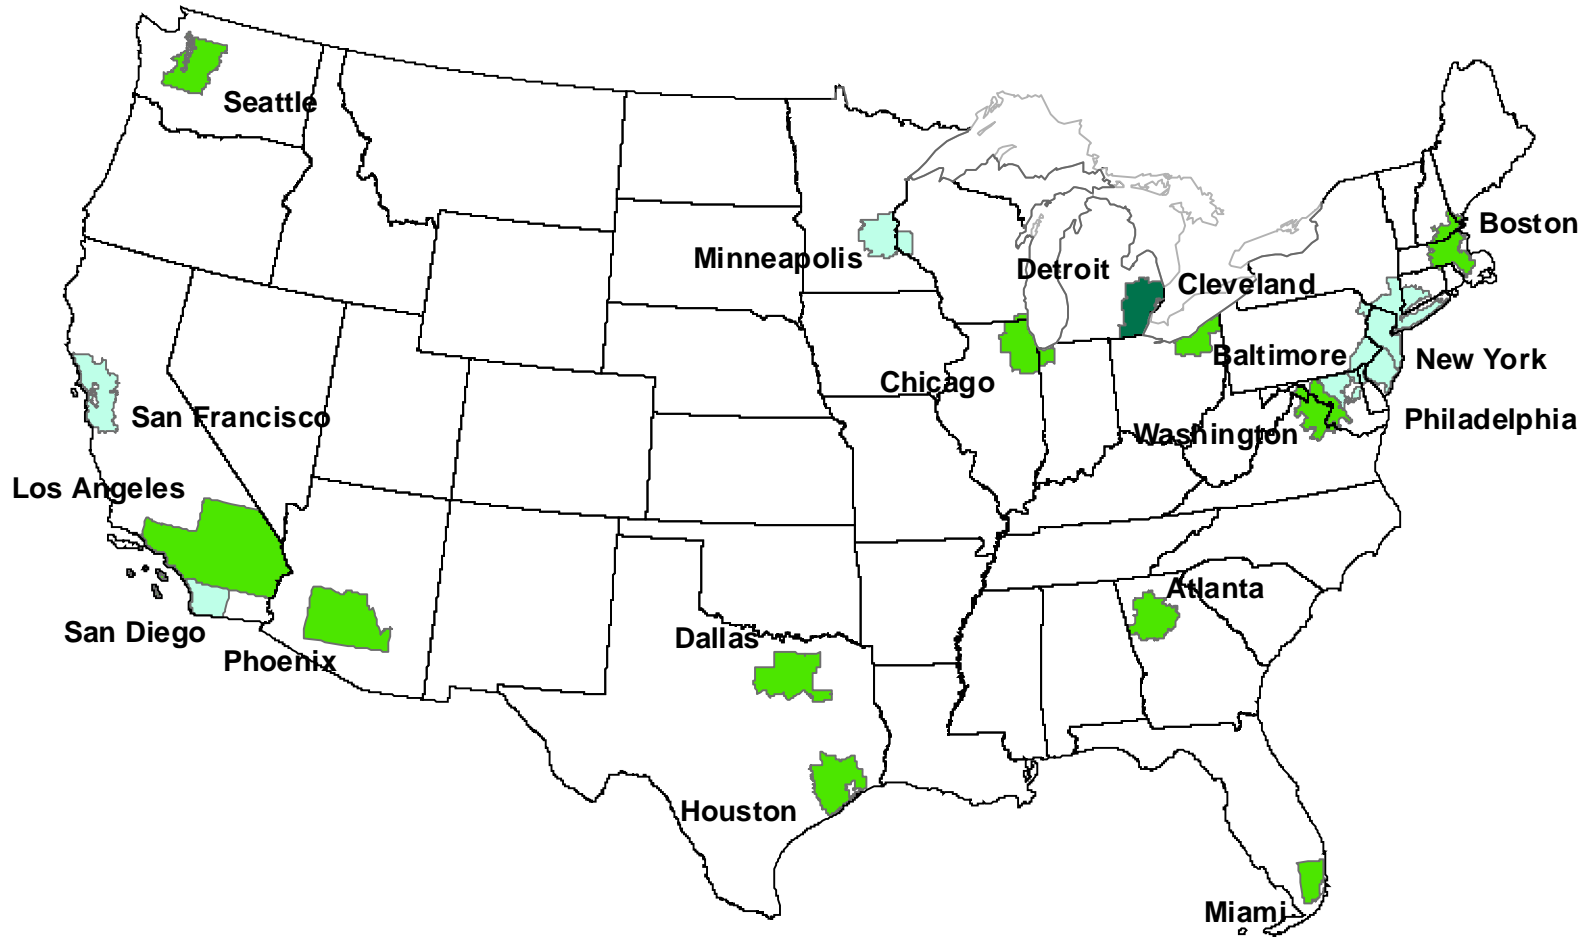 Seattle
Boston
Minneapolis
Detroit
Cleveland
Baltimore
New York
Chicago
San Francisco
Philadelphia
Washington
Los Angeles
Atlanta
San Diego
Dallas
Phoenix
Houston
Miami